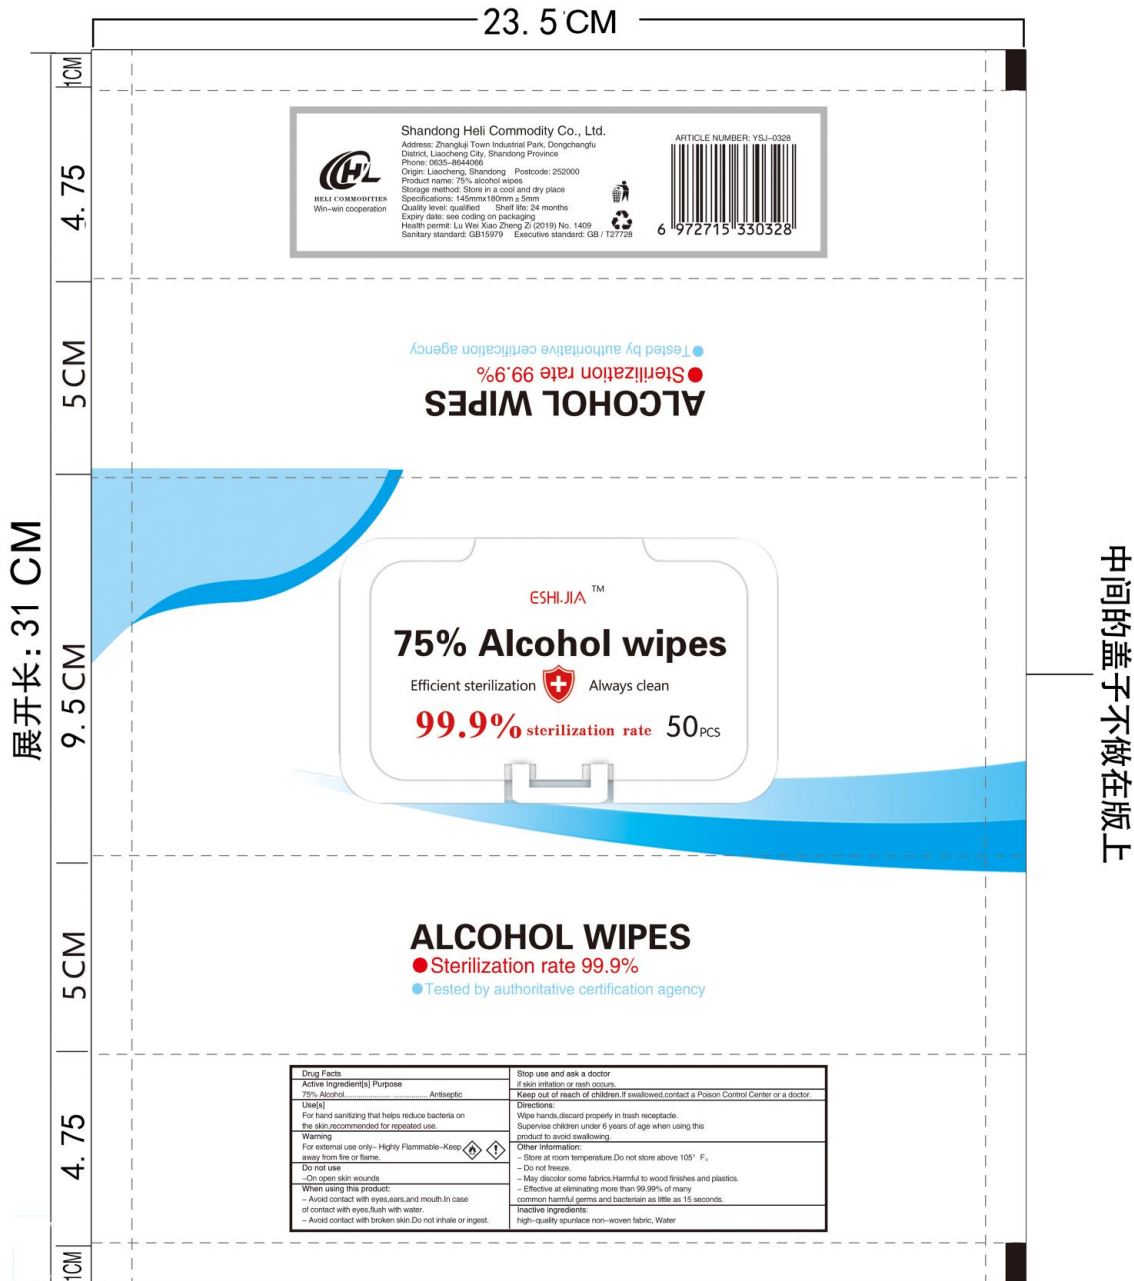 23.5CM
1CM
4.75
5CM
9.5CM
5CM
4.75
1CM
展开长:31 CM
中间的盖子不做在版上
HELI COMMODITIES
Win-win cooperation
Shandong Heli Commodity Co., Ltd.
Address: Zhangluji Town Industrial Park, Dongchangfu
District, Liaocheng City, Shandong Province
Phone: 0635-8644066
Origin: Liaocheng, Shandong Postcode: 252000
Product name: 75% alcohol wipes
Storage method: Store in a cool and dry place
Specifications: 145mmx180mm±5mm
Quality level: qualified Shelf life: 24 months
Expiry date: see coding on packaging
Health permit: Lu Wei Xiao Zheng Zi (2019) No. 1409
Sanitary standard: GB15979 Executive standard: GB / T27728
ARTICLE NUMBER: YSJ-0328
6 972715 330328
ALCOHOL WIPES
Sterilization rate 99.9%
Tested by authoritative certification agency
ESHI.JIA TM
75% Alcohol wipes
Efficient sterilization Always clean
99.9% sterilization rate 50PCS
ALCOHOL WIPES
Sterilization rate 99.9%
Tested by authoritative certification agency
Drug Facts
Active Ingredient[s] Purpose
75% Alcohol...................... ................ Antiseptic
Use[s]
For hand sanitizing that helps reduce bacteria on
the skin,recommended for repeated use.
Warning
For external use only- Highly Flammable-Keep
away from fire or flame.
Do not use
-On open skin wounds
When using this product:
- Avoid contact with eyes,ears,and mouth.In case
of contact with eyes,flush with water.
- Avoid contact with broken skin.Do not inhale or ingest.
Stop use and ask a doctor
if skin irritation or rash occurs.
Keep out of reach of children.If swallowed,contact a Poison Control Center or a doctor.
Directions:
Wipe hands,discard properly in trash receptacle.
Supervise children under 6 years of age when using this
product to avoid swallowing.
Other Information:
- Store at room temperature.Do not store above 105° F。
- Do not freeze.
- May discolor some fabrics.Harmful to wood finishes and plastics.
- Effective at eliminating more than 99.99% of many
common harmful germs and bacteriain as little as 15 seconds.
Inactive ingredients:
high-quality spunlace non-woven fabric, Water